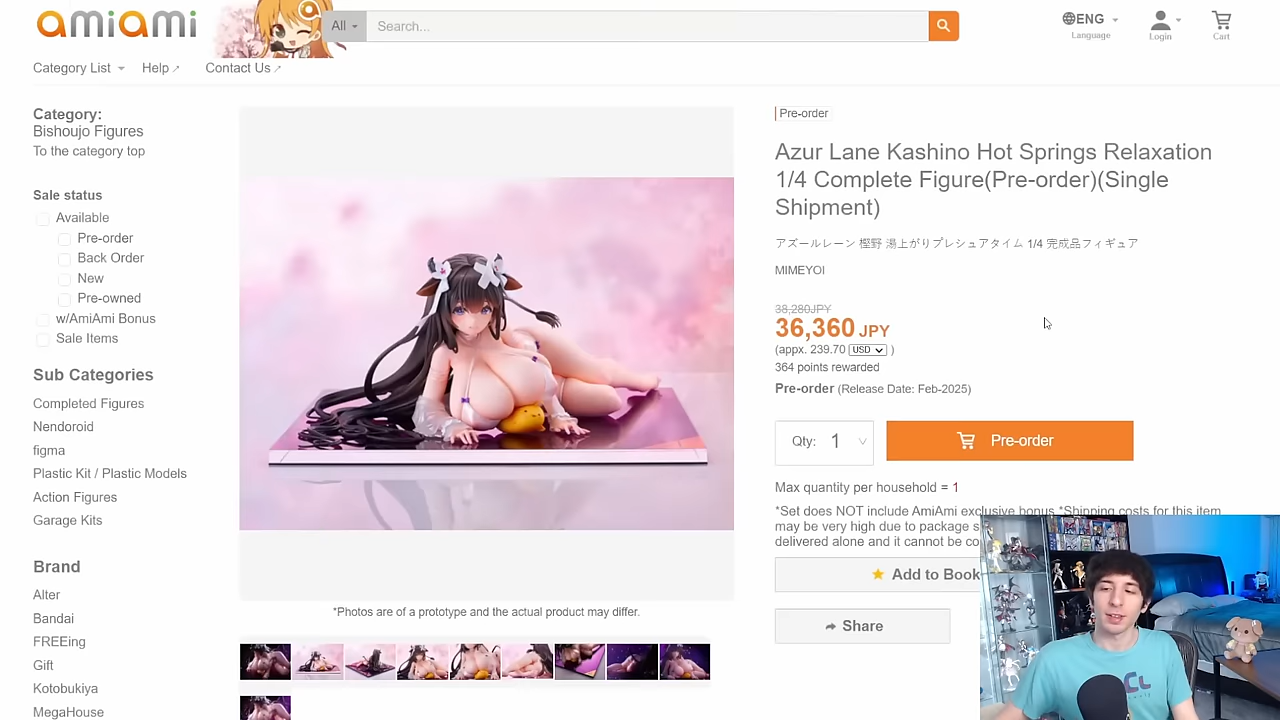 amiami
All
Search...
ENG
Language
Login
Cart
Category List
Help
Contact Us
Category:
Bishoujo Figures
To the category top
Sale status
Available
Pre-order
Back Order
New
Pre-owned
w/AmiAmi Bonus
Sale Items
Sub Categories
Completed Figures
Nendoroid
figma
Plastic Kit / Plastic Models
Action Figures
Garage Kits
Brand
Alter
Bandai
FREEing
Gift
Kotobukiya
MegaHouse
*Photos are of a prototype and the actual product may differ.
Pre-order
Azur Lane Kashino Hot Springs Relaxation
1/4 Complete Figure(Pre-order)(Single
Shipment)
アズールレーン 樫野 湯上がりプレシュアタイム 1/4 完成品フィギュア
MIMEYOI
38,280JPY
36,360 JPY
(appx. 239.70 USD )
364 points rewarded
Pre-order (Release Date: Feb-2025)
Qty: 1
Pre-order
Max quantity per household = 1
*Set does NOT include AmiAmi exclusive bonus *Shipping costs for this item
may be very high due to package s
delivered alone and it cannot be co
Add to Book
Share
CL